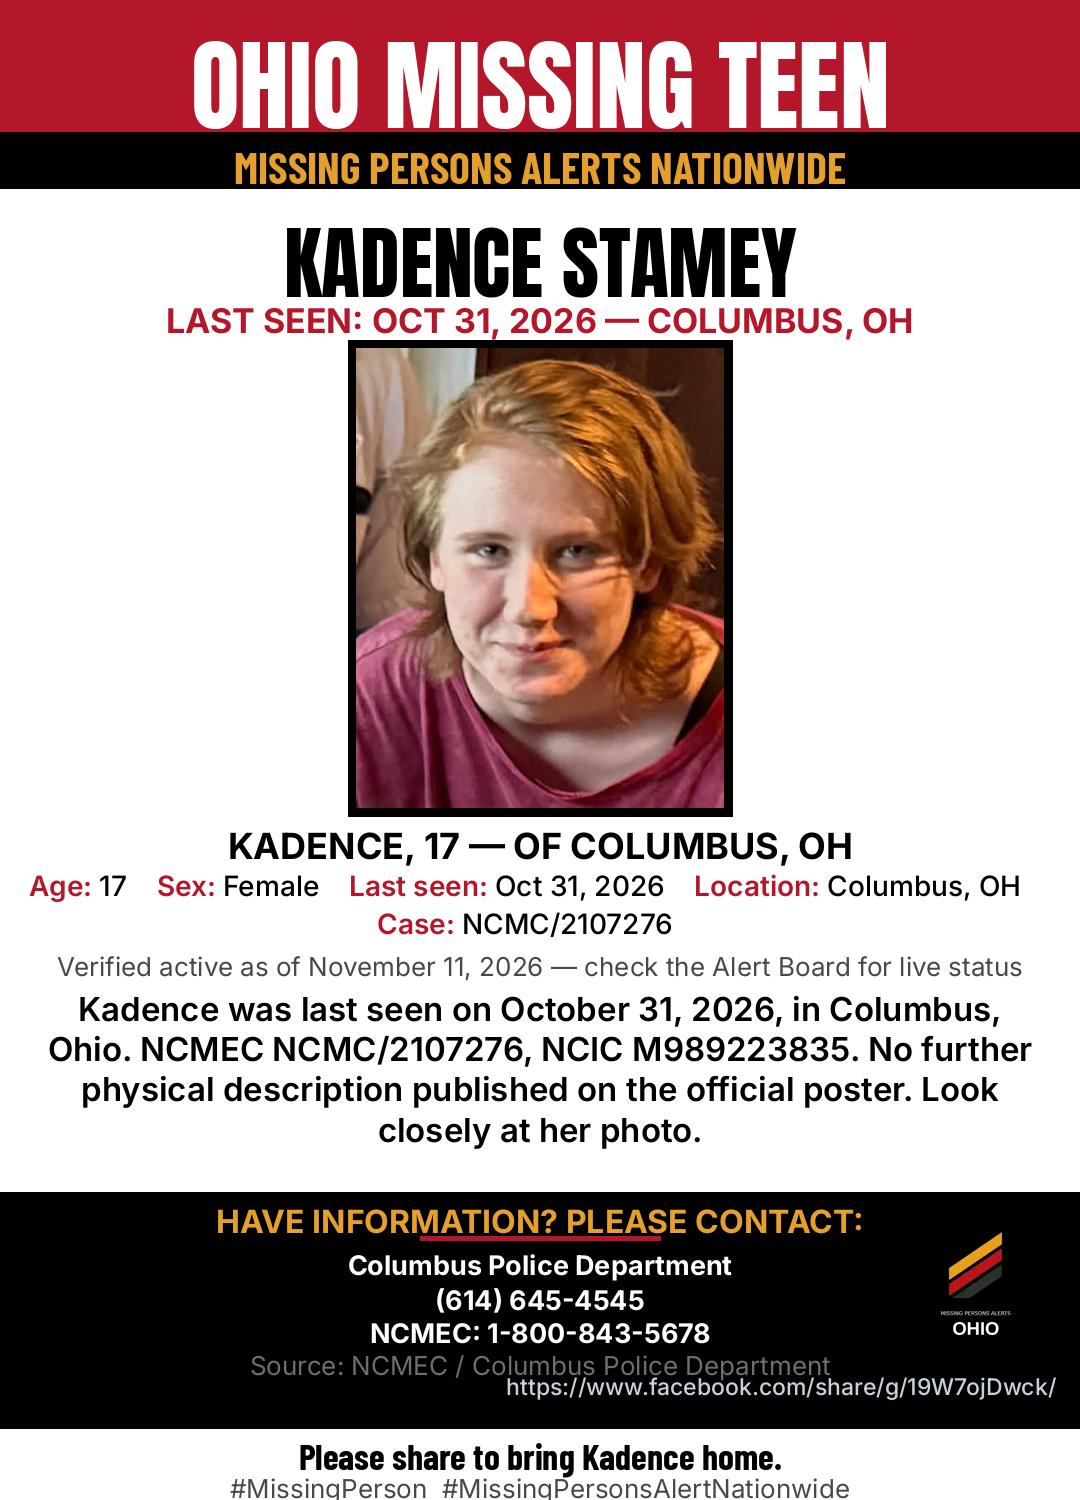 OHIO MISSING TEEN
MISSING PERSONS ALERTS NATIONWIDE
KADENCE STAMEY
LAST SEEN: OCT 31, 2026 — COLUMBUS, OH
KADENCE, 17 — OF COLUMBUS, OH
Age: 17 Sex: Female Last seen: Oct 31, 2026 Location: Columbus, OH
Case: NCMC/2107276
Verified active as of November 11, 2026 — check the Alert Board for live status
Kadence was last seen on October 31, 2026, in Columbus,
Ohio. NCMEC NCMC/2107276, NCIC M989223835. No further
physical description published on the official poster. Look
closely at her photo.
HAVE INFORMATION? PLEASE CONTACT:
Columbus Police Department
(614) 645-4545
NCMEC: 1-800-843-5678
MISSING PERSONS ALERTS
OHIO
Source: NCMEC / Columbus Police Department
https://www.facebook.com/share/g/19W7ojDwck/
Please share to bring Kadence home.
#MissingPerson #MissingPersonsAlertNationwide